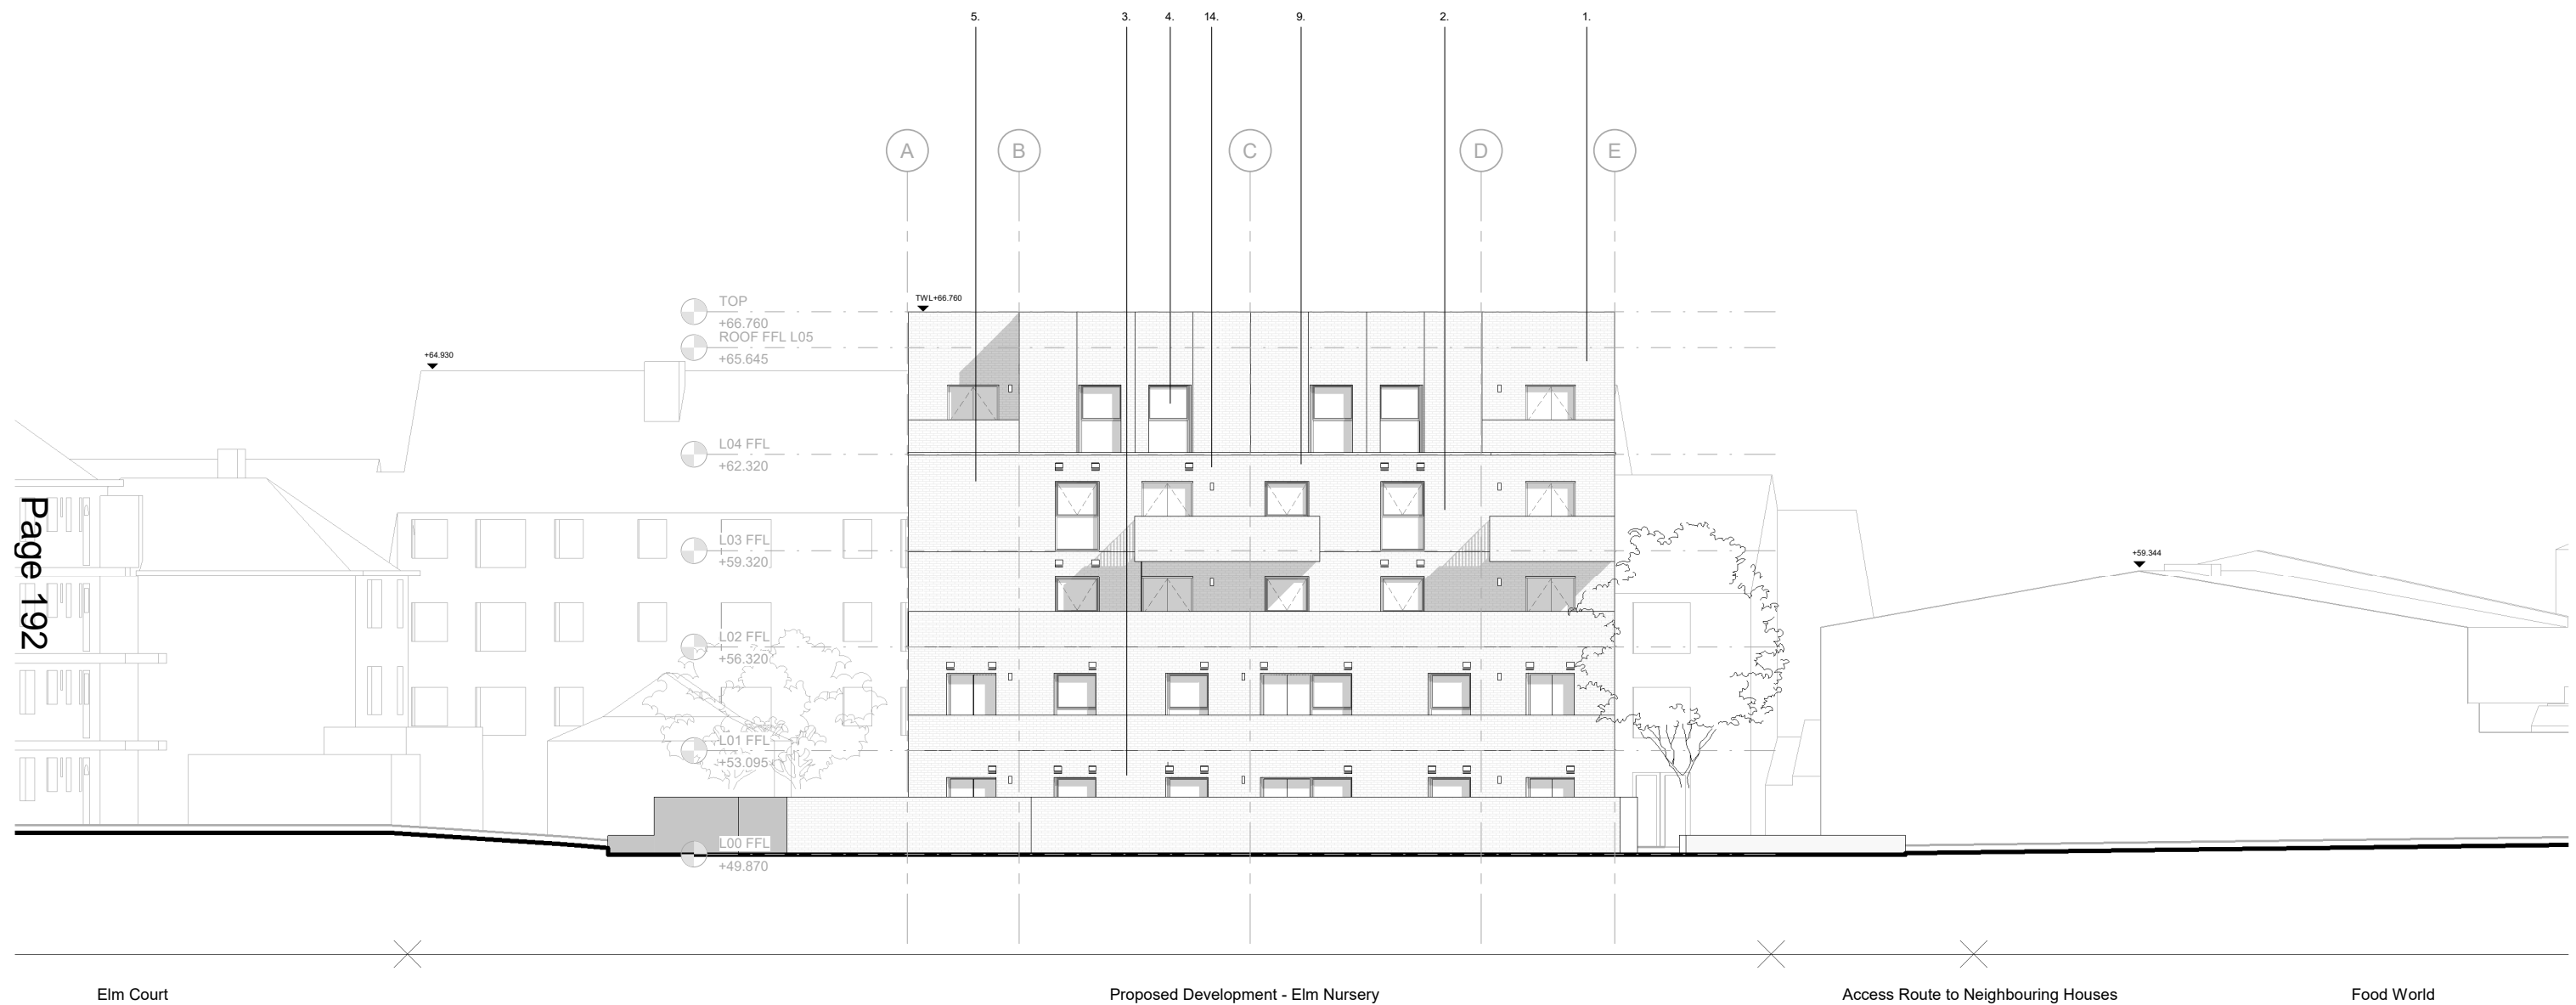 5. 3. 4. 14. 9. 2. 1.
A B C D E
TWL+66.760
TOP
+66.760
ROOF FFL L05
+65.645
+64.930
L04 FFL
+62.320
L03 FFL
+59.320
+59.344
L02 FFL
+56.320
L01 FFL
+53.095
L00 FFL
+49.870
Page 192
Elm Court
Proposed Development - Elm Nursery
Access Route to Neighbouring Houses
Food World